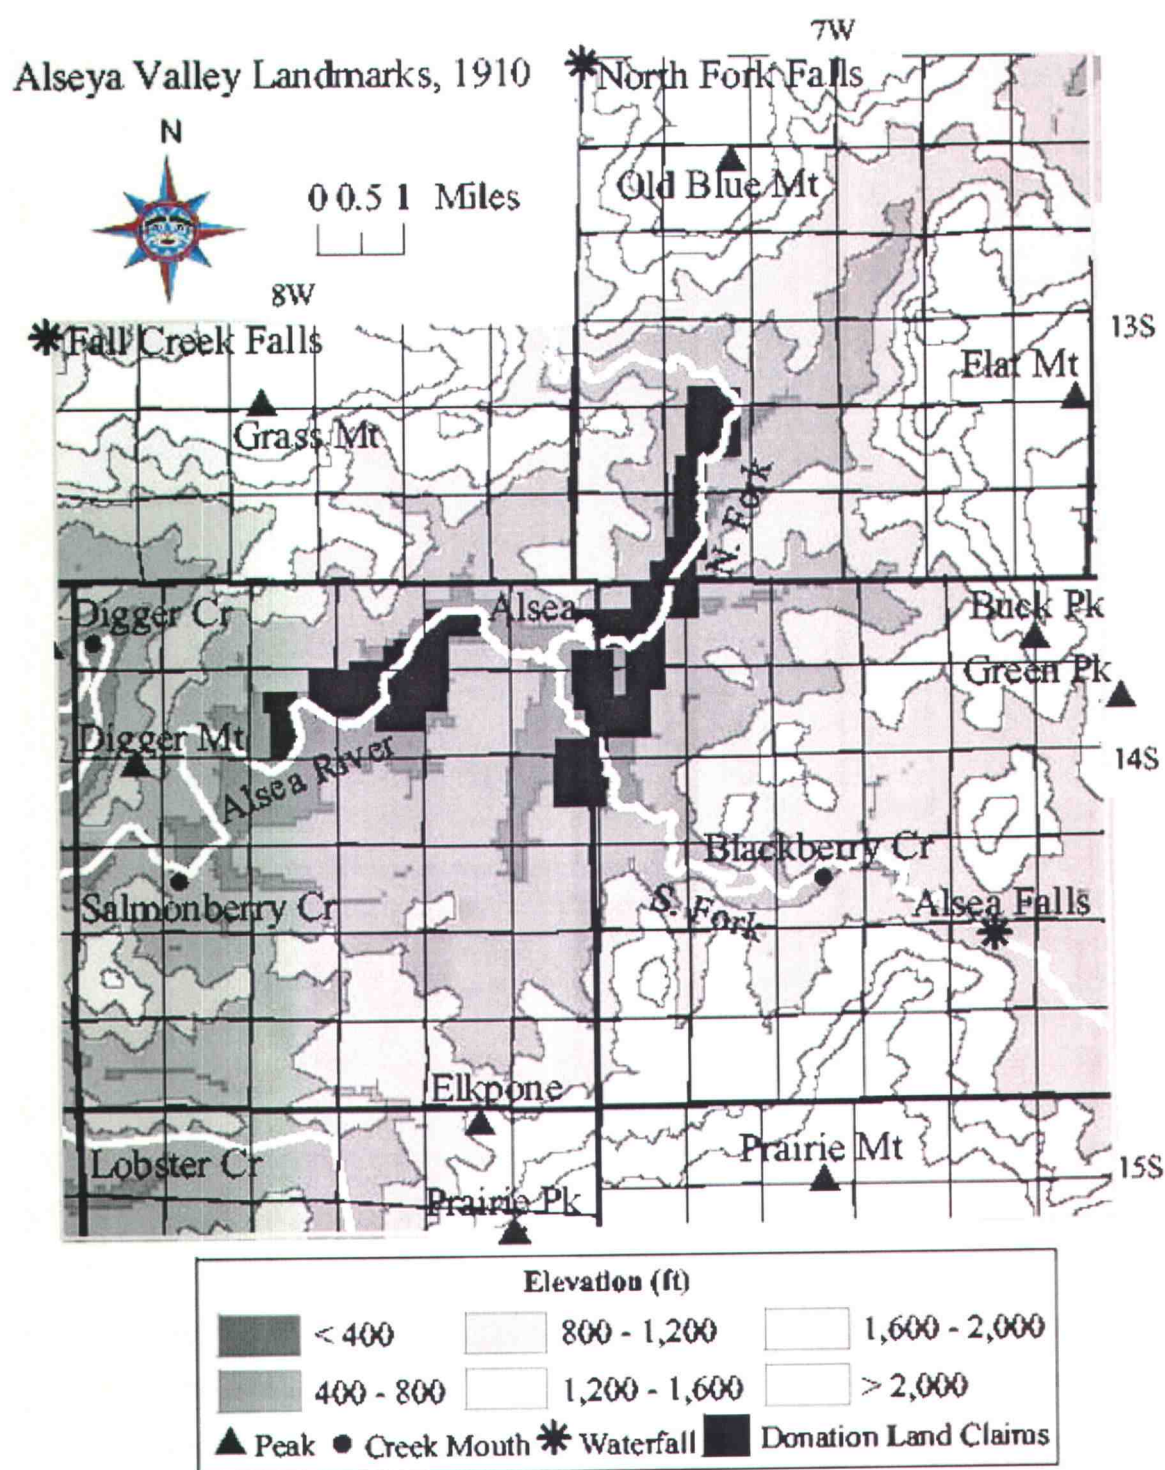 7W
Alseya Valley Landmarks, 1910
North Fork Falls
N
Old Blue Mt
0 0.5 1 Miles
8W
13S
Fall Creek Falls
Flat Mt
Grass Mt
N. Fork
Digger Cr
Alsea
Buck Pk
Green Pk
Digger Mt
Alsea River
14S
Blackberry Cr
Salmonberry Cr
S. Fork
Alsea Falls
Elkpone
Lobster Cr
Prairie Mt
15S
Prairie Pk
Elevation (ft)
< 400
800 - 1,200
1,600 - 2,000
400 - 800
1,200 - 1,600
> 2,000
Peak
Creek Mouth
Waterfall
Donation Land Claims